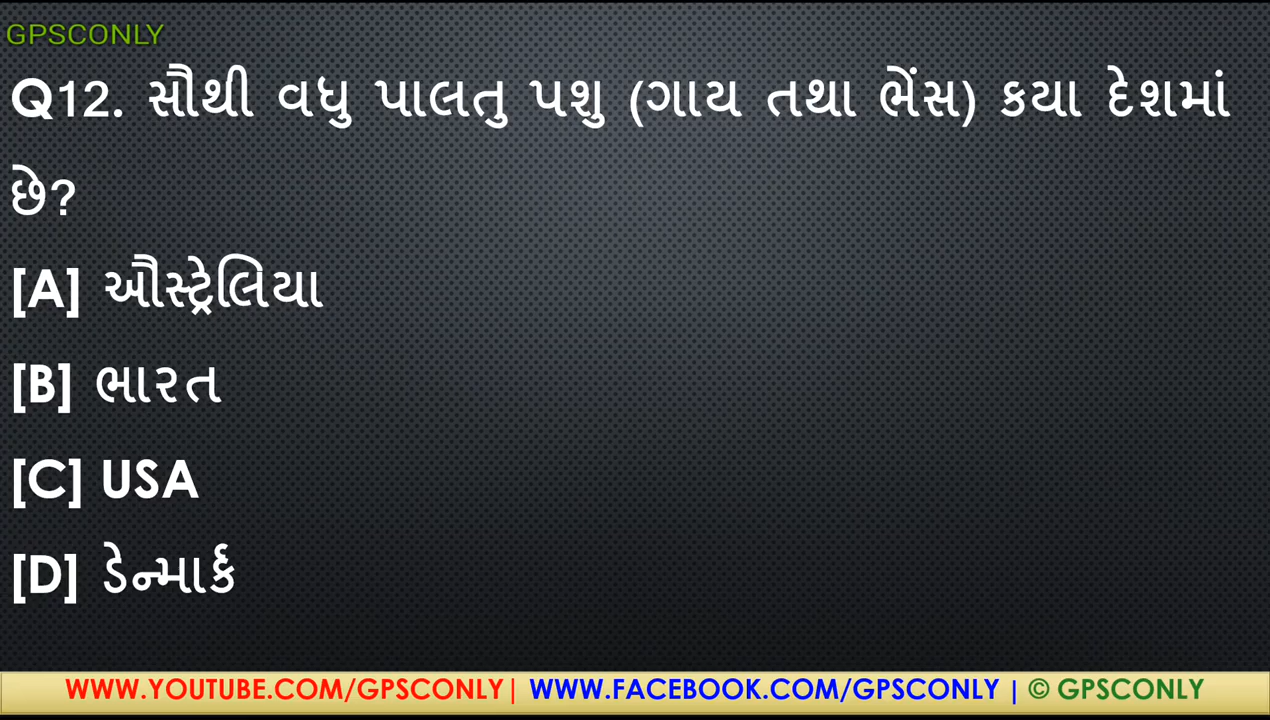 GPSCONLY
Q12. સૌથી વધુ પાલતુ પશુ (ગાય તથા ભેંસ) કયા દેશમાં
છે?
[A] ઔસ્ટ્રેલિયા
[B] ભારત
[C] USA
[D] ડેન્માર્ક
WWW.YOUTUBE.COM/GPSCONLY| WWW.FACEBOOK.COM/GPSCONLY | © GPSCONLY